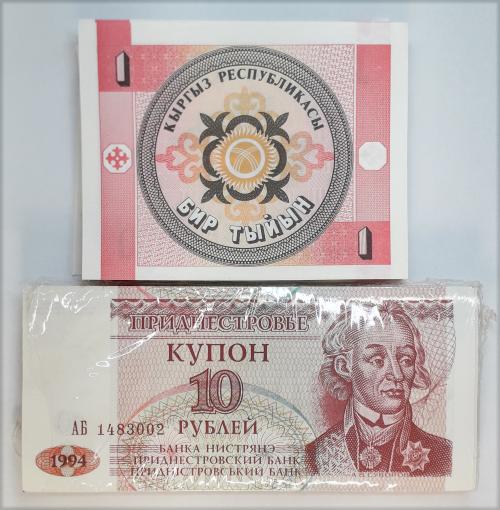 1
КЫРГЫЗ РЕСПУБЛИКАСЫ
БИР ТЫЙЫН
1
ПРИДНЕСТРОВЬЕ
КУПОН
10
АБ 1483002 РУБЛЕЙ
БАНКА НИСТРЯНЭ
1994 ПРИДНЕСТРОВСКИЙ БАНК
ПРИДНІСТРОВСЬКИЙ БАНК
А.В.СУВОРОВ